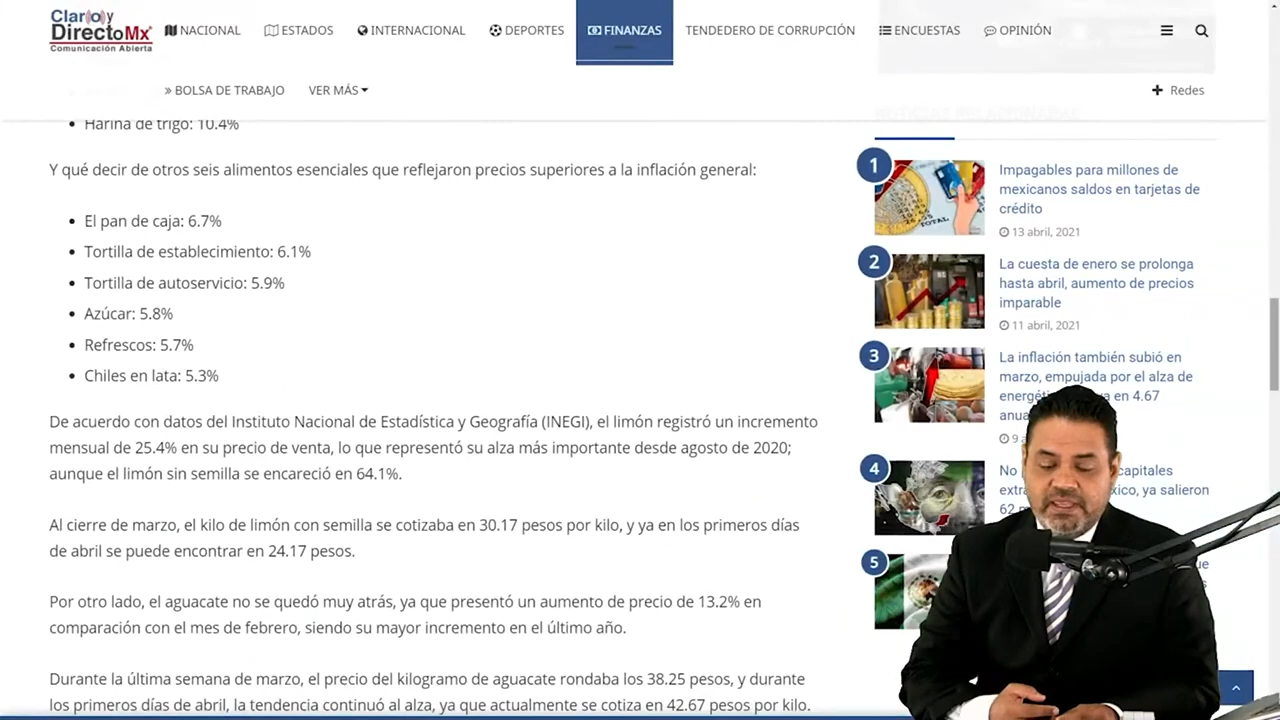 Claro y
DirectoMx
Comunicación Abierta
NACIONAL
ESTADOS
INTERNACIONAL
DEPORTES
FINANZAS
TENDEDERO DE CORRUPCIÓN
ENCUESTAS
OPINIÓN
» BOLSA DE TRABAJO
VER MÁS
Redes
• Harina de trigo: 10.4%
Y qué decir de otros seis alimentos esenciales que reflejaron precios superiores a la inflación general:
• El pan de caja: 6.7%
• Tortilla de establecimiento: 6.1%
• Tortilla de autoservicio: 5.9%
• Azúcar: 5.8%
• Refrescos: 5.7%
• Chiles en lata: 5.3%
De acuerdo con datos del Instituto Nacional de Estadística y Geografía (INEGI), el limón registró un incremento
mensual de 25.4% en su precio de venta, lo que representó su alza más importante desde agosto de 2020;
aunque el limón sin semilla se encareció en 64.1%.
Al cierre de marzo, el kilo de limón con semilla se cotizaba en 30.17 pesos por kilo, y ya en los primeros días
de abril se puede encontrar en 24.17 pesos.
Por otro lado, el aguacate no se quedó muy atrás, ya que presentó un aumento de precio de 13.2% en
comparación con el mes de febrero, siendo su mayor incremento en el último año.
Durante la última semana de marzo, el precio del kilogramo de aguacate rondaba los 38.25 pesos, y durante
los primeros días de abril, la tendencia continuó al alza, ya que actualmente se cotiza en 42.67 pesos por kilo.
1
TOTAL
Impagables para millones de
mexicanos saldos en tarjetas de
crédito
13 abril, 2021
2
La cuesta de enero se prolonga
hasta abril, aumento de precios
imparable
11 abril, 2021
3
La inflación también subió en
marzo, empujada por el alza de
en 4.67
9
4
No capitales
salieron
62
5